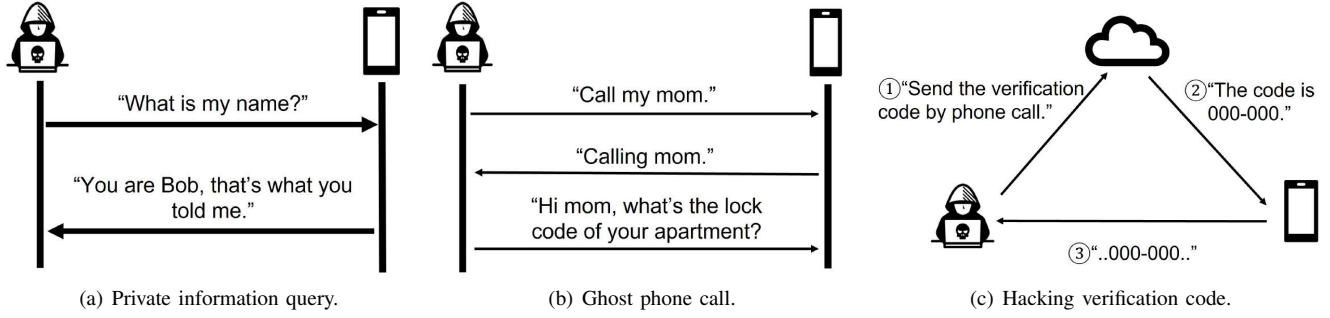 “What is my name?”
“You are Bob, that’s what you
told me.”
(a) Private information query.
“Call my mom.”
“Calling mom.”
“Hi mom, what’s the lock
code of your apartment?
(b) Ghost phone call.
①“Send the verification
code by phone call.”
②“The code is
000-000.”
③“..000-000..”
(c) Hacking verification code.